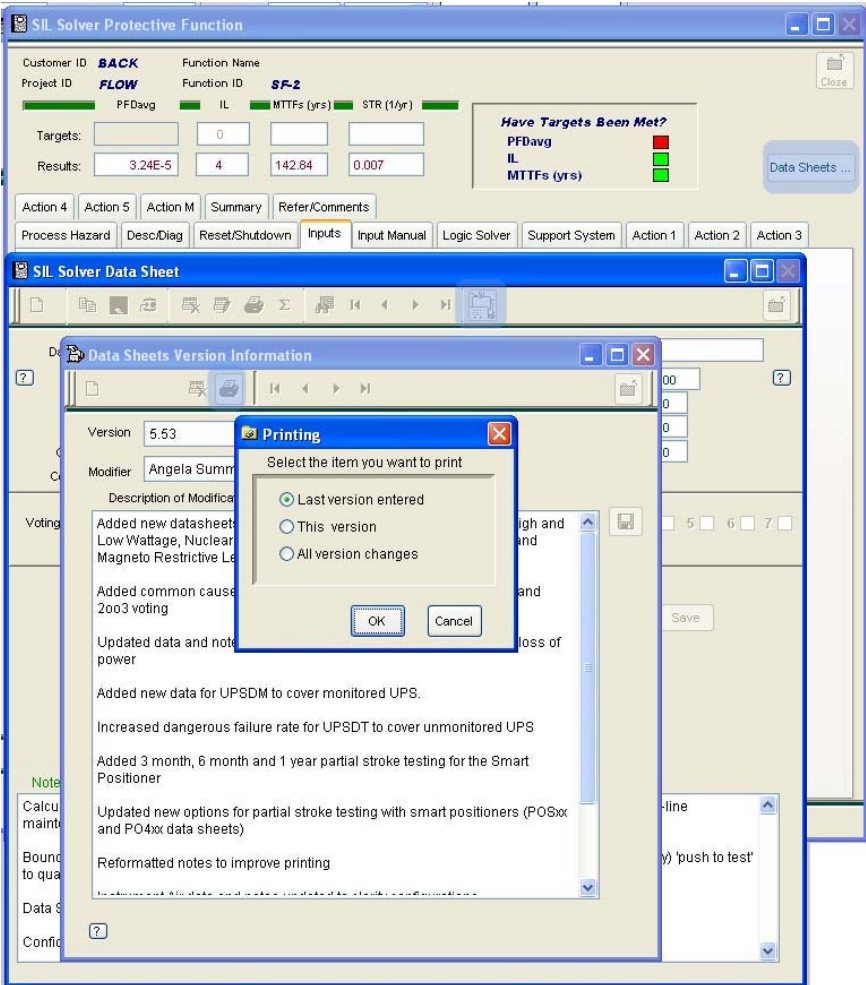 SIL Solver Protective Function
Customer ID BACK Function Name
Project ID FLOW Function ID SF-2
Close
PFDavg IL MTTFs (yrs) STR (1/yr)
Targets: 0
Results: 3.24E-5 4 142.84 0.007
Have Targets Been Met?
PFDavg
IL
MTTFs (yrs)
Data Sheets ...
Action 4 Action 5 Action M Summary Refer/Comments
Process Hazard Desc/Diag Reset/Shutdown Inputs Input Manual Logic Solver Support System Action 1 Action 2 Action 3
SIL Solver Data Sheet
Data Sheets Version Information
Version 5.53
Modifier Angela Summ
Description of Modifica
Printing
Select the item you want to print
Last version entered
This version
All version changes
OK Cancel
Added new datasheets igh and
Low Wattage, Nuclear and
Magneto Restrictive Le
Added common cause and
2oo3 voting
Updated data and note loss of
power
Added new data for UPSDM to cover monitored UPS.
Increased dangerous failure rate for UPSDT to cover unmonitored UPS
Added 3 month, 6 month and 1 year partial stroke testing for the Smart
Positioner
Updated new options for partial stroke testing with smart positioners (POSxx
and PO4xx data sheets)
Reformatted notes to improve printing
Voting
5 6 7
Save
Note
Calcu -line
maint
Bound y) 'push to test'
to qua
Data S
Confid